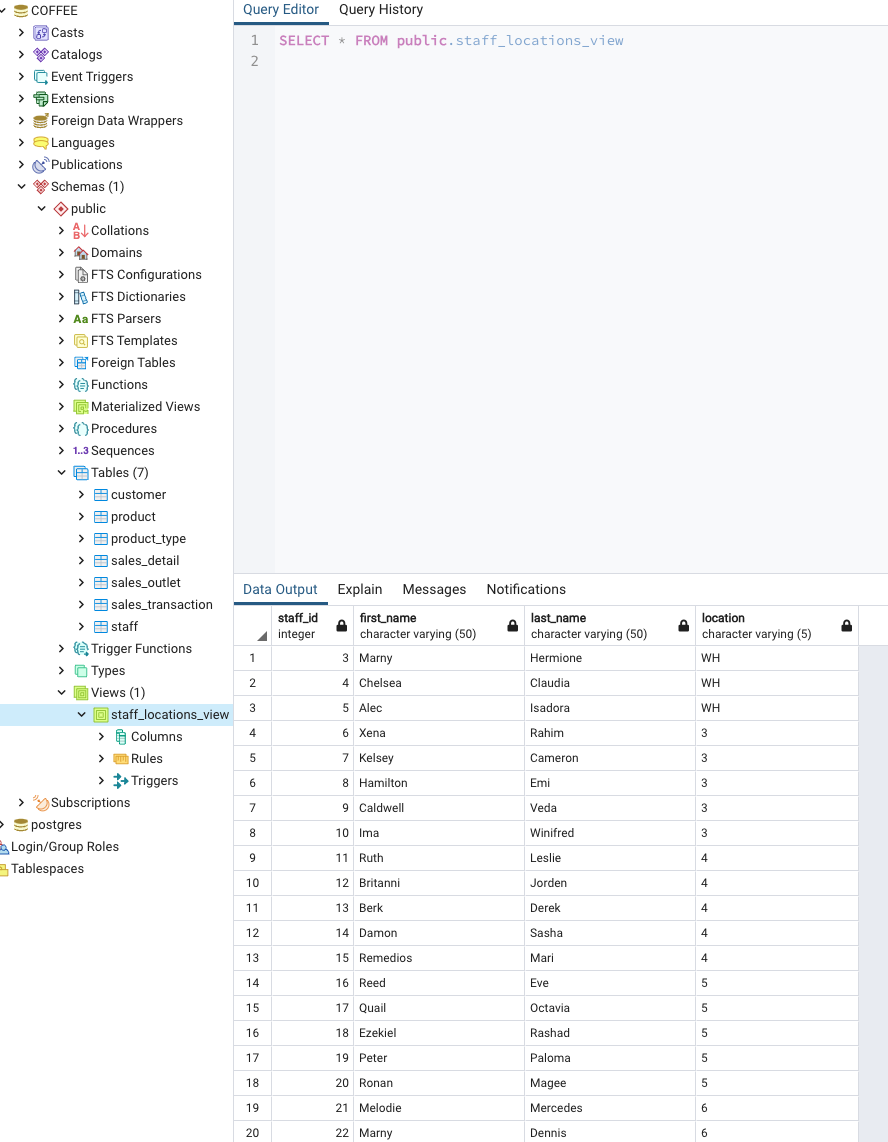 COFFEE
Casts
Catalogs
Event Triggers
Extensions
Foreign Data Wrappers
Languages
Publications
Schemas (1)
public
Collations
Domains
FTS Configurations
FTS Dictionaries
Aa FTS Parsers
FTS Templates
Foreign Tables
Functions
Materialized Views
Procedures
1..3 Sequences
Tables (7)
customer
product
product_type
sales_detail
sales_outlet
sales_transaction
staff
Trigger Functions
Types
Views (1)
staff_locations_view
Columns
Rules
Triggers
Subscriptions
postgres
Login/Group Roles
Tablespaces
Query Editor Query History
1 SELECT * FROM public.staff_locations_view
2
Data Output Explain Messages Notifications
staff_id first_name last_name location
integer character varying (50) character varying (50) character varying (5)
1 3 Marny Hermione WH
2 4 Chelsea Claudia WH
3 5 Alec Isadora WH
4 6 Xena Rahim 3
5 7 Kelsey Cameron 3
6 8 Hamilton Emi 3
7 9 Caldwell Veda 3
8 10 Ima Winifred 3
9 11 Ruth Leslie 4
10 12 Britanni Jorden 4
11 13 Berk Derek 4
12 14 Damon Sasha 4
13 15 Remedios Mari 4
14 16 Reed Eve 5
15 17 Quail Octavia 5
16 18 Ezekiel Rashad 5
17 19 Peter Paloma 5
18 20 Ronan Magee 5
19 21 Melodie Mercedes 6
20 22 Marny Dennis 6